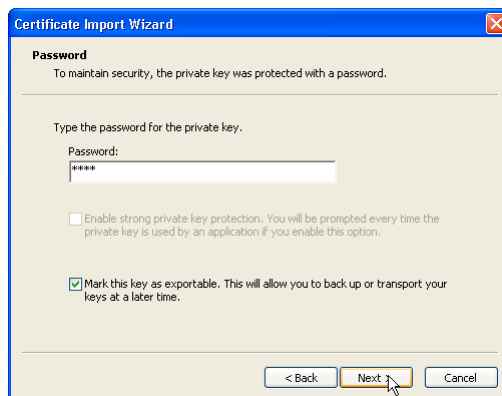 Certificate Import Wizard
Password
To maintain security, the private key was protected with a password.
Type the password for the private key.
Password:
****
Enable strong private key protection. You will be prompted every time the
private key is used by an application if you enable this option.
Mark this key as exportable. This will allow you to back up or transport your
keys at a later time.
< Back Next > Cancel